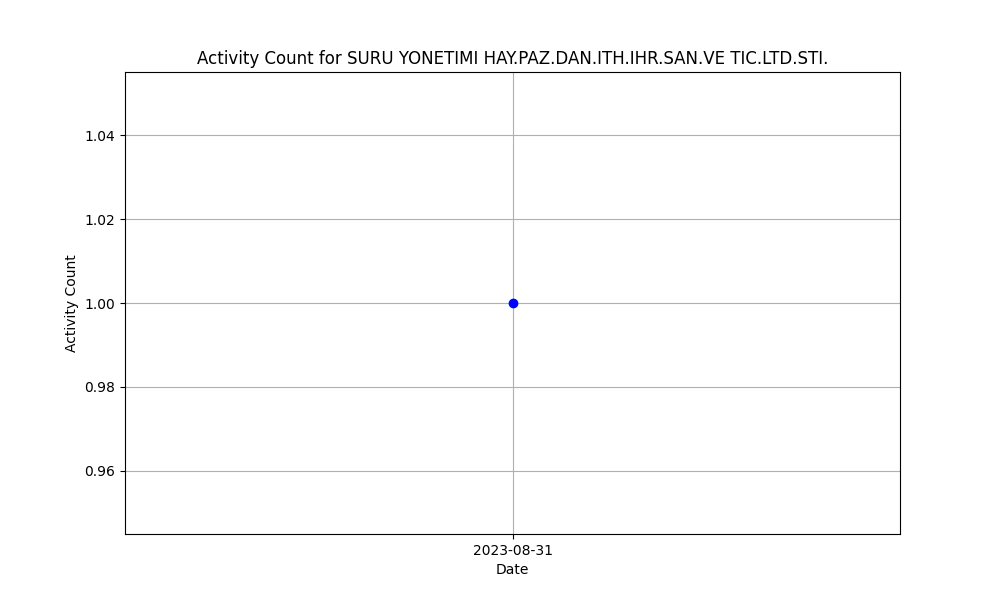 Activity Count for SURU YONETIMI HAY.PAZ.DAN.ITH.IHR.SAN.VE TIC.LTD.STI.
1.04
1.02
1.00
0.98
0.96
Activity Count
2023-08-31
Date